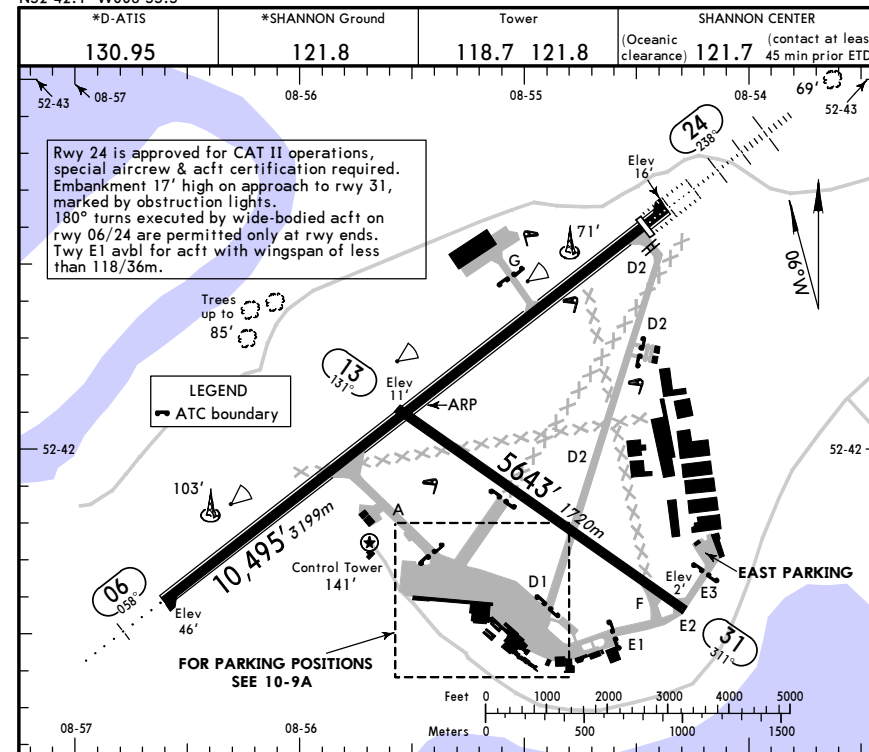 *D-ATIS
130.95
*SHANNON Ground
121.8
Tower
118.7 121.8
SHANNON CENTER
(Oceanic clearance) 121.7 (contact at leas
45 min prior ETD
52-43
08-57
08-56
08-55
08-54
69'
52-43
Rwy 24 is approved for CAT II operations,
special aircrew & acft certification required.
Embankment 17' high on approach to rwy 31,
marked by obstruction lights.
180° turns executed by wide-bodied acft on
rwy 06/24 are permitted only at rwy ends.
Twy E1 avbl for acft with wingspan of less
than 118/36m.
24
238°
Elev
16'
71'
G
D2
06°W
Trees
up to
85'
D2
13
131°
Elev
11'
LEGEND
ATC boundary
ARP
52-42
52-42
D2
5643' 1720m
103'
A
10,495' 3199m
Control Tower
141'
D1
Elev
2'
EAST PARKING
06
058°
Elev
46'
F
E3
E2
E1
31
311°
FOR PARKING POSITIONS
SEE 10-9A
Feet 0 1000 2000 3000 4000 5000
Meters 0 500 1000 1500
08-57
08-56